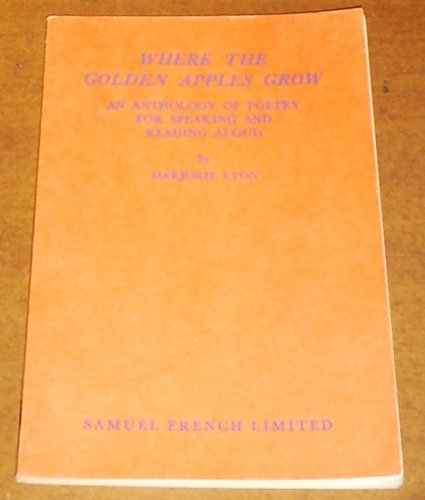 WHERE THE
GOLDEN APPLES GROW
AN ANTHOLOGY OF POETRY
FOR SPEAKING AND
READING ALOUD
by
MARJORIE LYON
SAMUEL FRENCH LIMITED